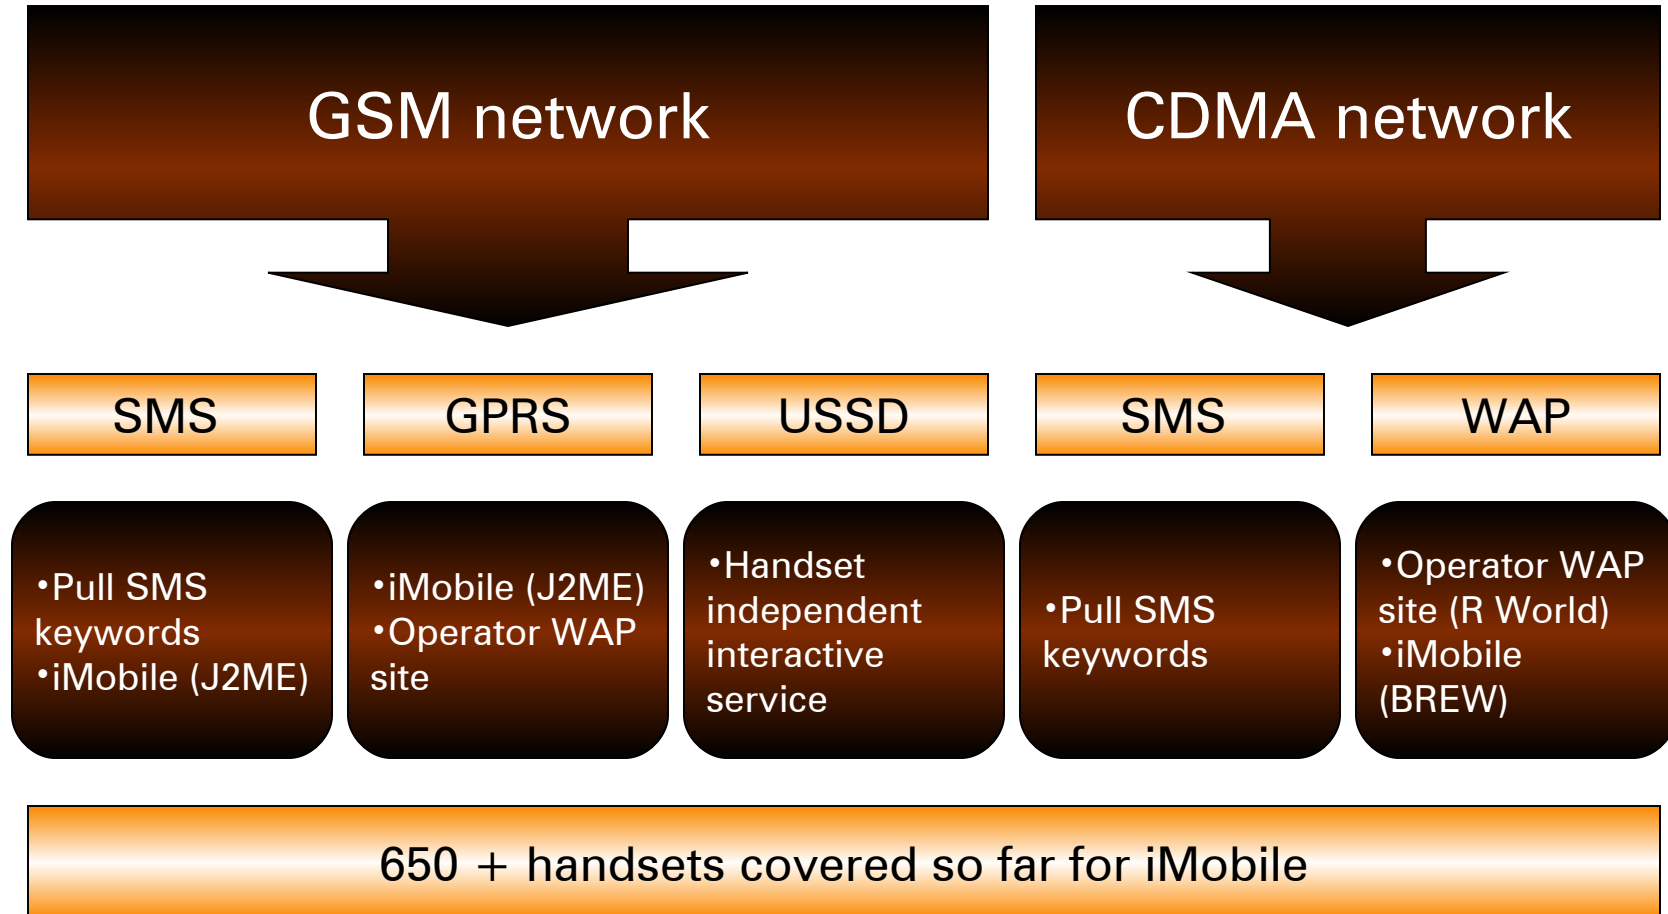 GSM network
CDMA network
SMS
GPRS
USSD
SMS
WAP
•Pull SMS
keywords
•iMobile (J2ME)
•iMobile (J2ME)
•Operator WAP
site
•Handset
independent
interactive
service
•Pull SMS
keywords
•Operator WAP
site (R World)
•iMobile
(BREW)
650 + handsets covered so far for iMobile